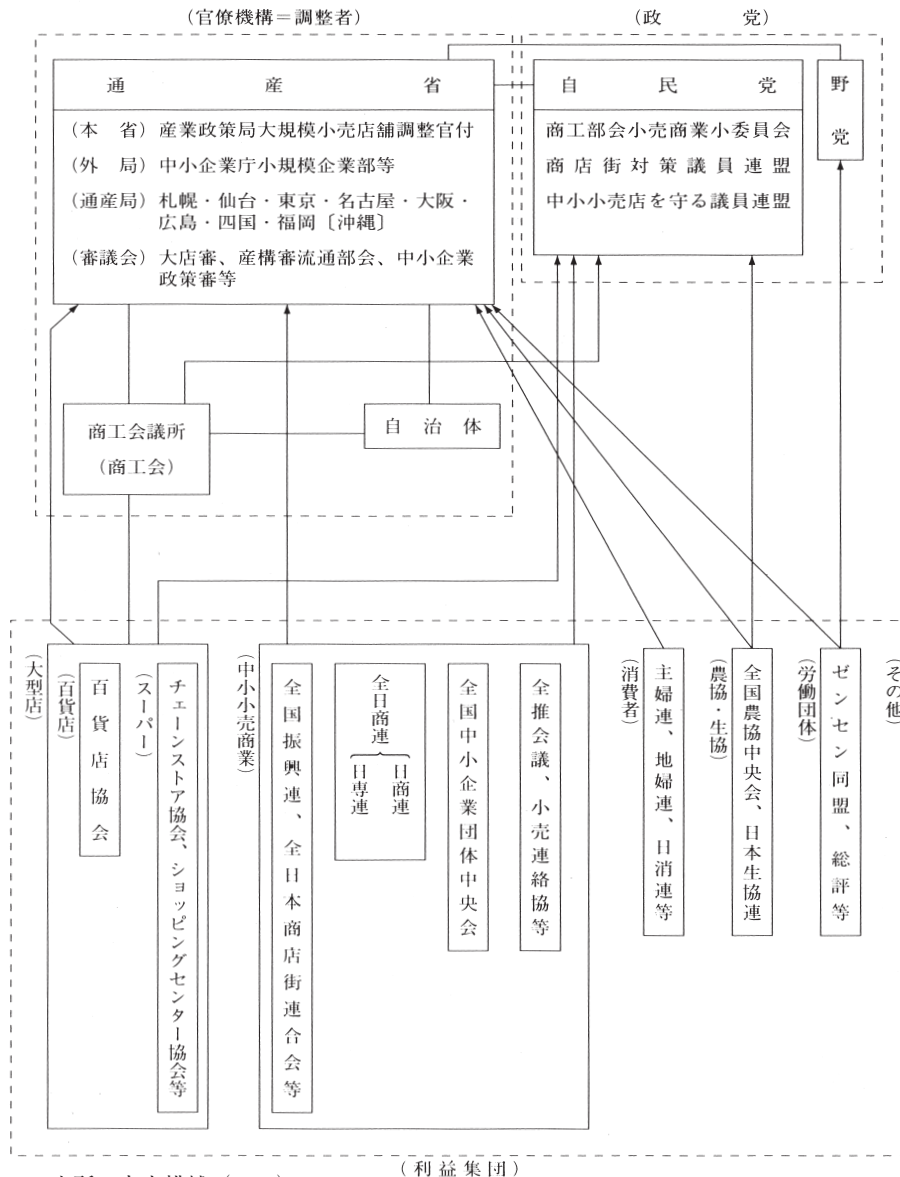 (官僚機構＝調整者)
(政党)
通産省
(本省) 産業政策局大規模小売店舗調整官付
(外局) 中小企業庁小規模企業部等
(通産局) 札幌・仙台・東京・名古屋・大阪・
広島・四国・福岡〔沖縄〕
(審議会) 大店審、産構審流通部会、中小企業
政策審等
自民党
商工部会小売商業小委員会
商店街対策議員連盟
中小小売店を守る議員連盟
野党
商工会議所
(商工会)
自治体
(大型店)
(百貨店)
百貨店協会
(スーパー)
チェーンストア協会、ショッピングセンター協会等
(中小小売商業)
全国振興連、全日本商店街連合会等
全日商連
日商連
日専連
全国中小企業団体中央会
全推会議、小売連絡協等
(消費者)
主婦連、地婦連、日消連等
(農協・生協)
全国農協中央会、日本生協連
(労働団体)
ゼンセン同盟、総評等
(その他)
(利益集団)